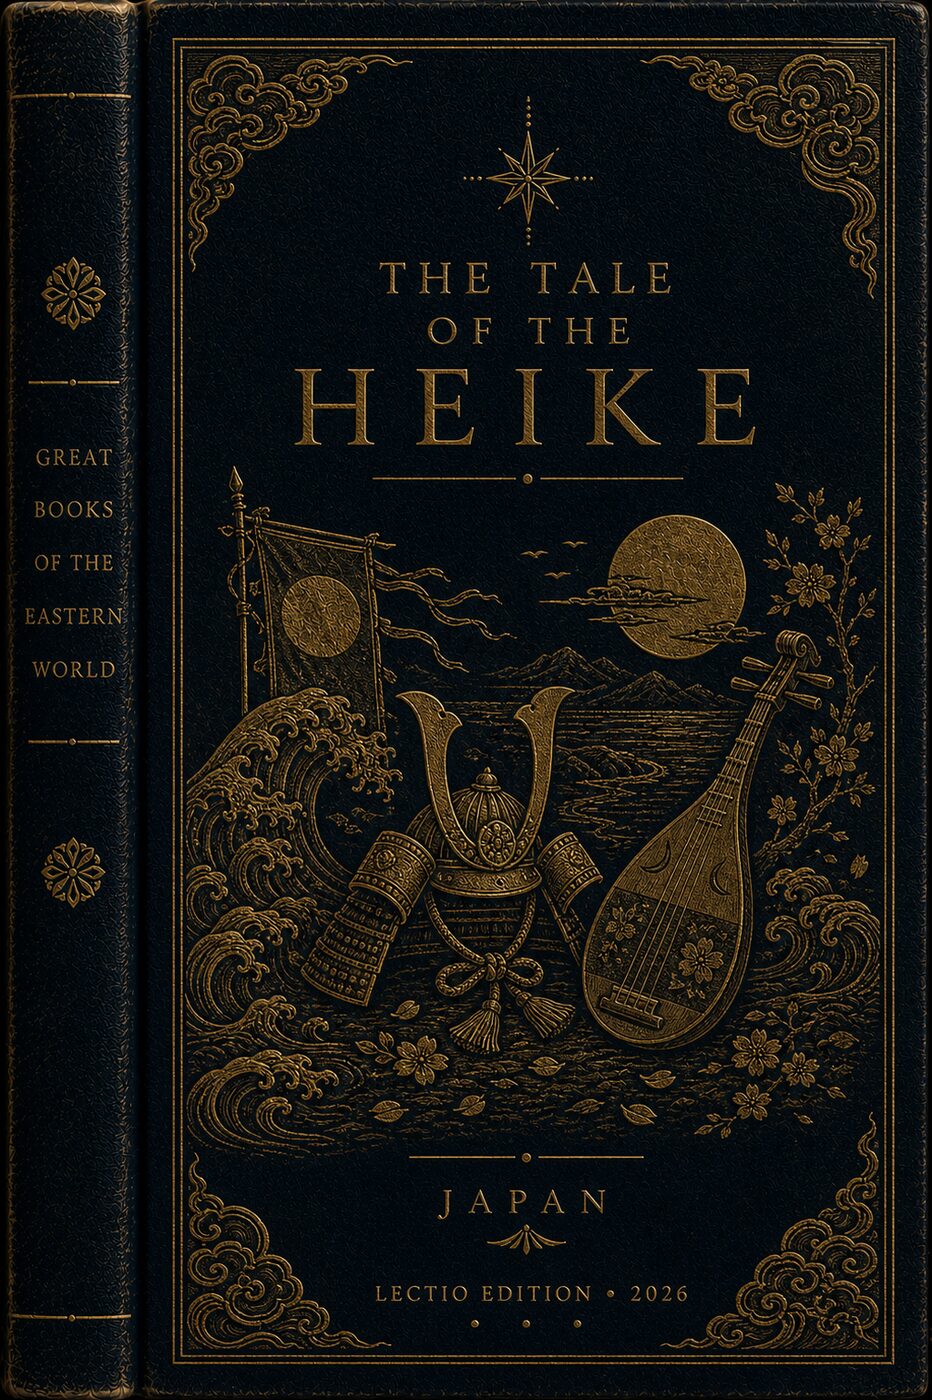 GREAT
BOOKS
OF THE
EASTERN
WORLD
THE TALE
OF THE
HEIKE
JAPAN
LECTIO EDITION • 2026